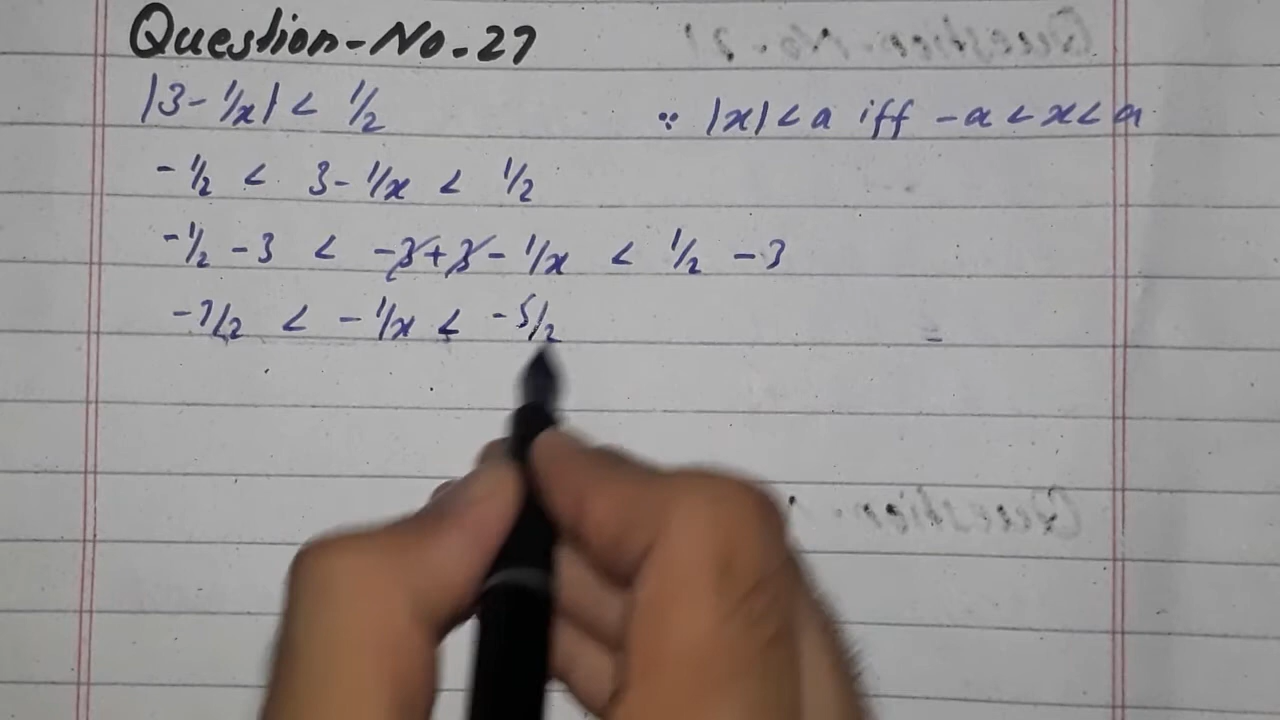 Question-No.27
|3-1/x| < 1/2 ∵ |x|<a iff -a<x<a
-1/2 < 3-1/x < 1/2
-1/2 -3 < -3+3-1/x < 1/2 -3
-7/2 < -1/x < -5/2